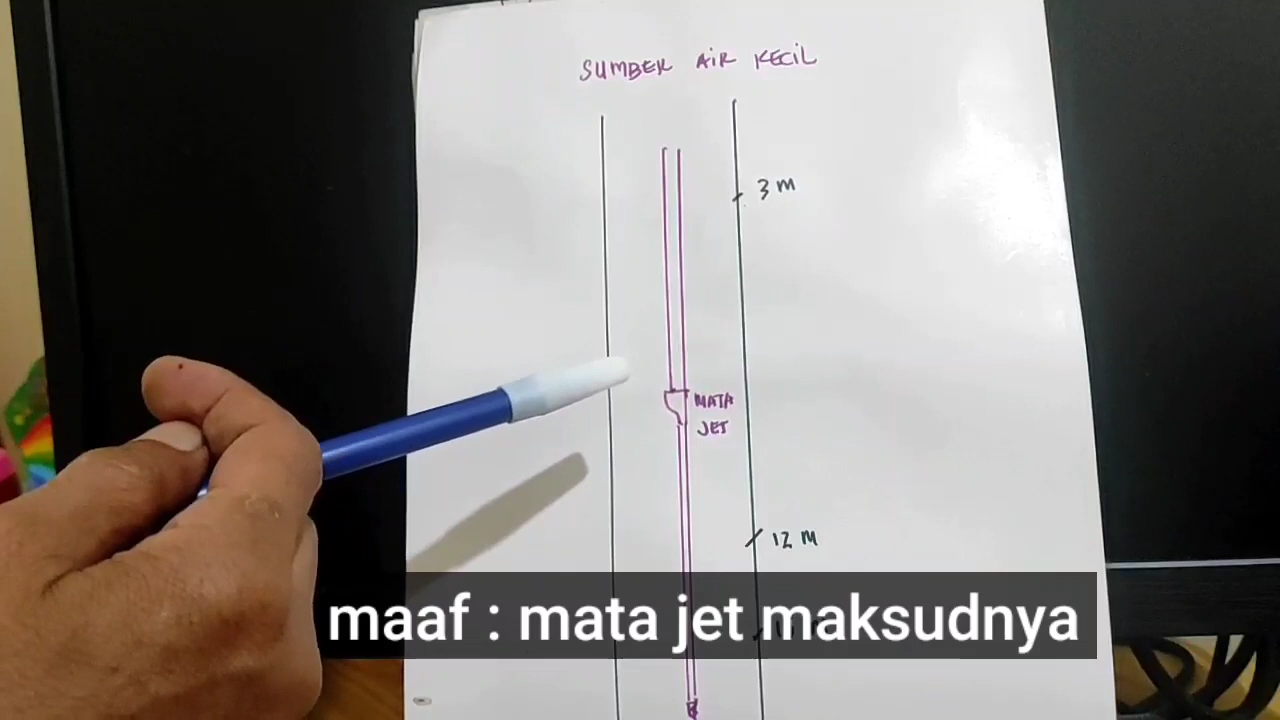 SUMBER AIR KECIL
3 M
MATA
JET
12 M
maaf : mata jet maksudnya